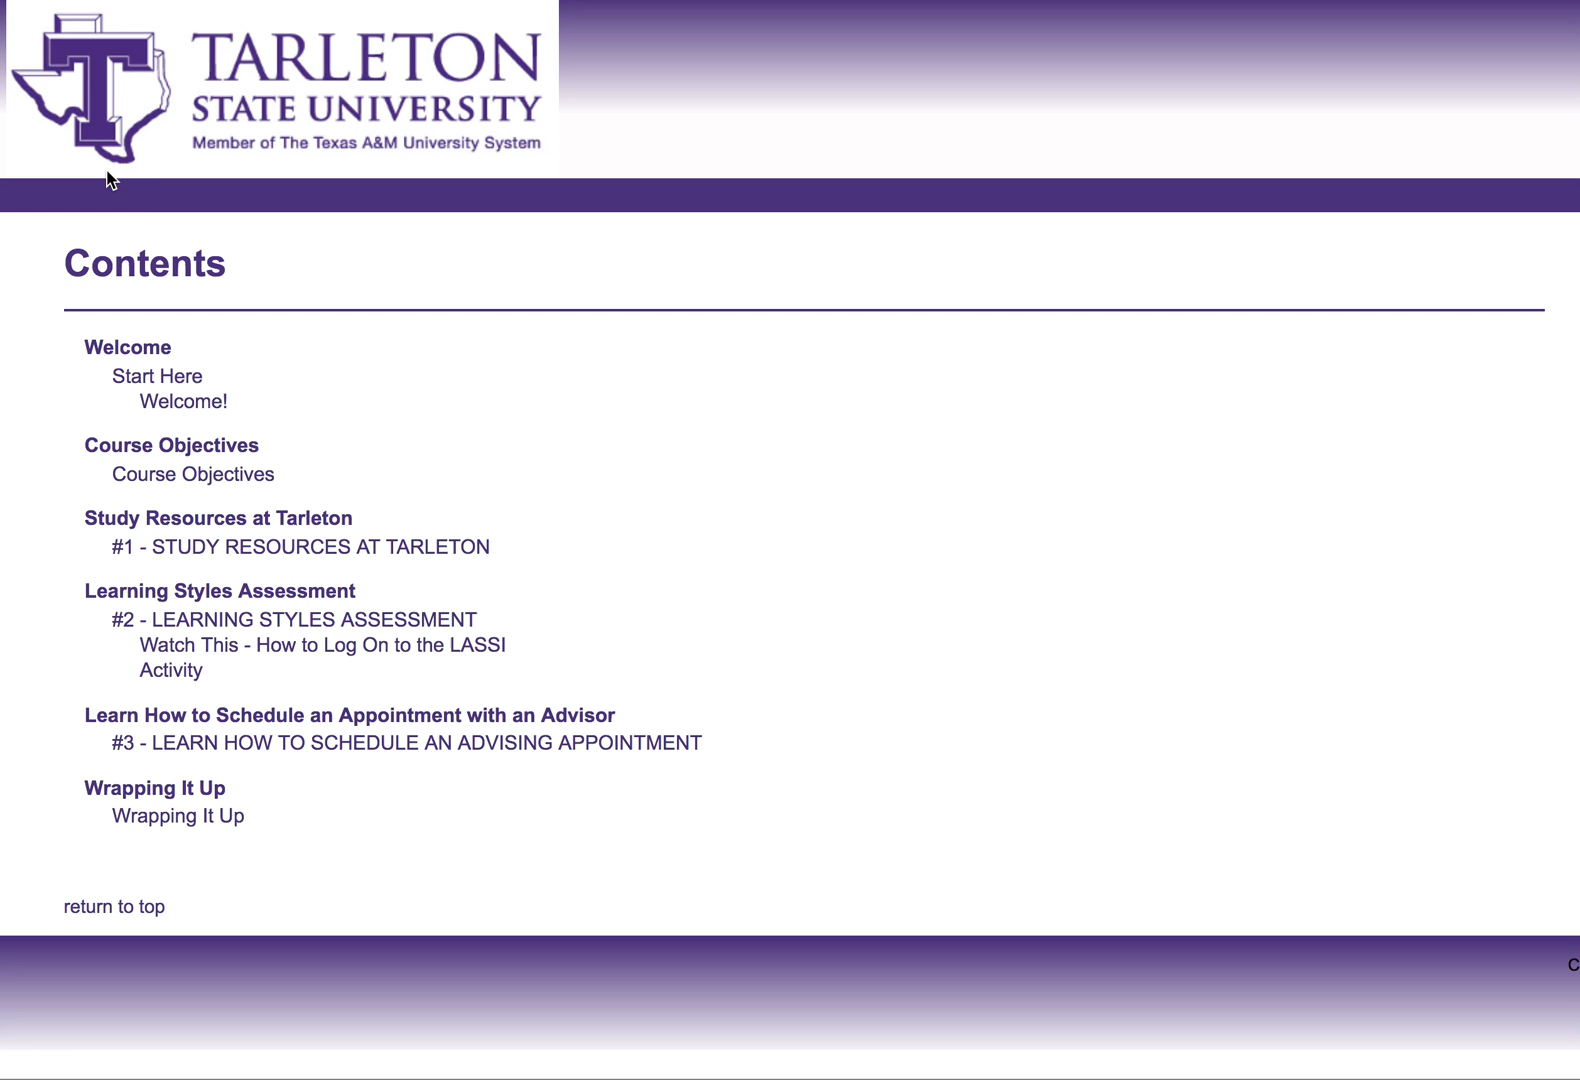 TARLETON
STATE UNIVERSITY
Member of The Texas A&M University System
Contents
Welcome
Start Here
Welcome!
Course Objectives
Course Objectives
Study Resources at Tarleton
#1 - STUDY RESOURCES AT TARLETON
Learning Styles Assessment
#2 - LEARNING STYLES ASSESSMENT
Watch This - How to Log On to the LASSI
Activity
Learn How to Schedule an Appointment with an Advisor
#3 - LEARN HOW TO SCHEDULE AN ADVISING APPOINTMENT
Wrapping It Up
Wrapping It Up
return to top